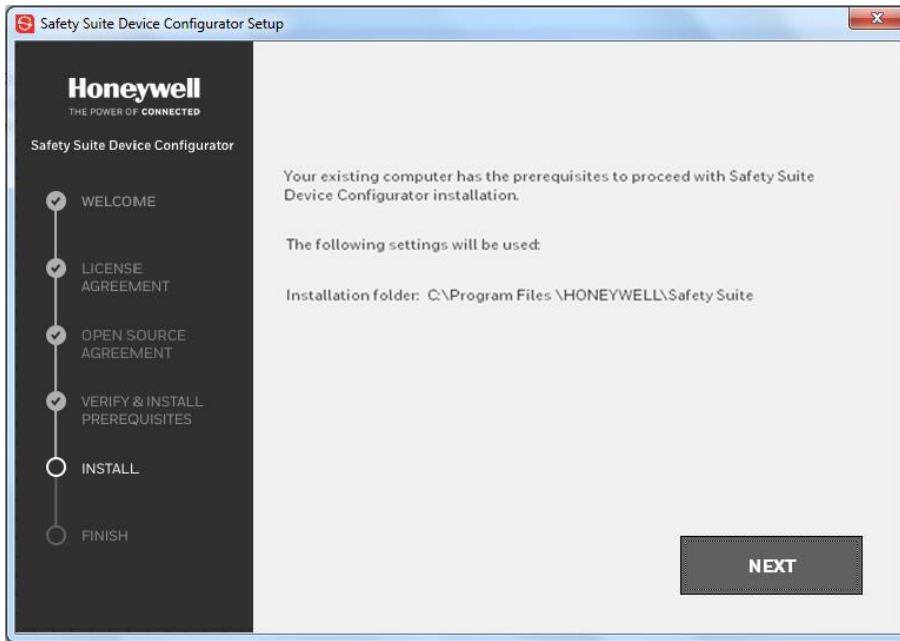 Safety Suite Device Configurator Setup
Honeywell
THE POWER OF CONNECTED
Safety Suite Device Configurator
WELCOME
LICENSE
AGREEMENT
OPEN SOURCE
AGREEMENT
VERIFY & INSTALL
PREREQUISITES
INSTALL
FINISH
Your existing computer has the prerequisites to proceed with Safety Suite
Device Configurator installation.
The following settings will be used:
Installation folder: C:\Program Files \HONEYWELL\Safety Suite
NEXT